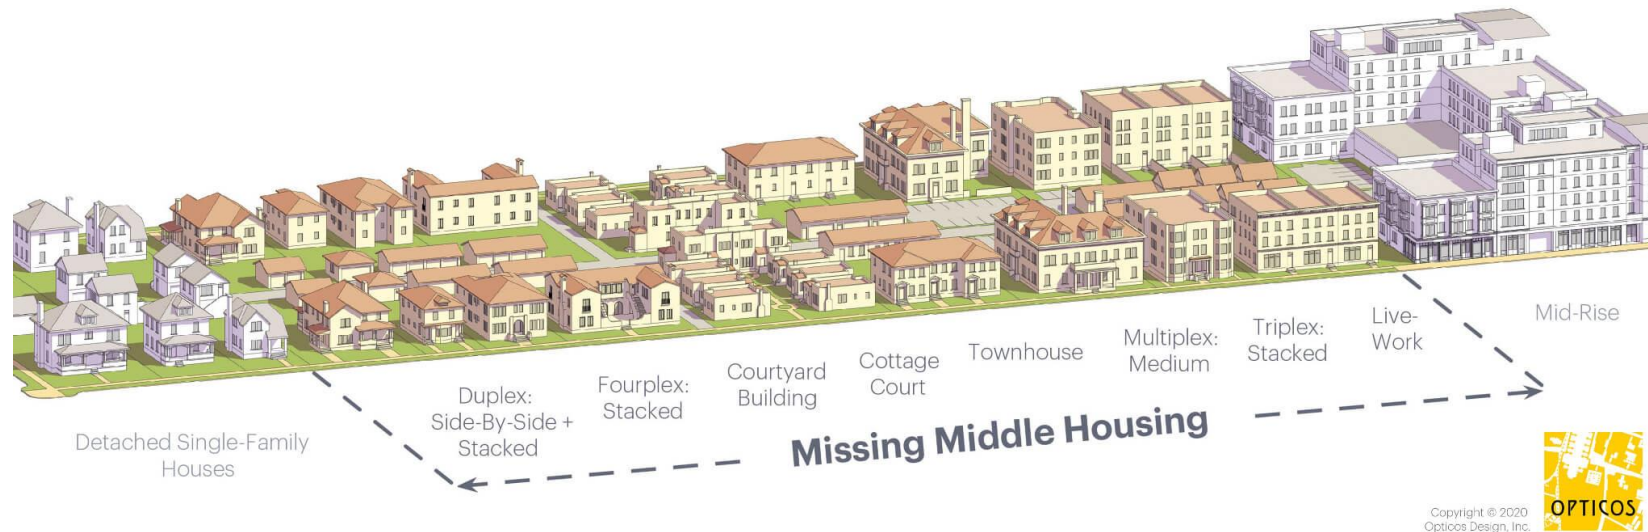 Detached Single-Family
Houses
Duplex:
Side-By-Side +
Stacked
Fourplex:
Stacked
Courtyard
Building
Cottage
Court
Townhouse
Multiplex:
Medium
Triplex:
Stacked
Live-
Work
Mid-Rise
Missing Middle Housing
Copyright © 2020
Opticos Design, Inc.
OPTICOS